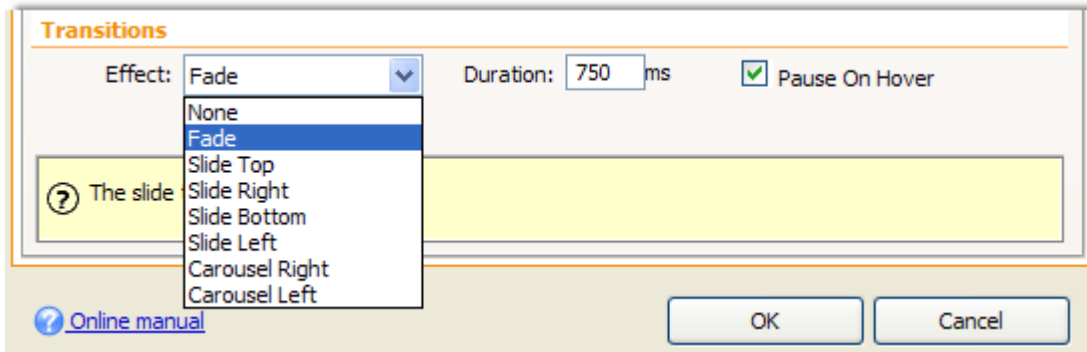 Transitions
Effect: Fade Duration: 750 ms Pause On Hover
None
Fade
Slide Top
The slide
Slide Right
Slide Bottom
Slide Left
Carousel Right
Carousel Left
Online manual OK Cancel